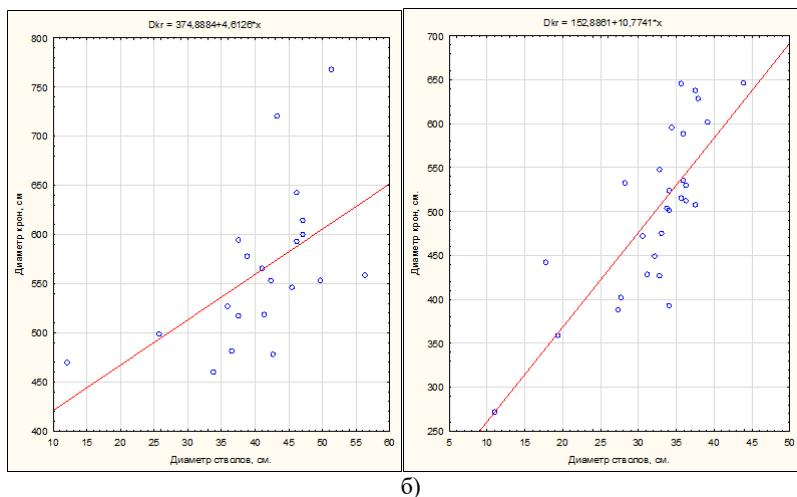 Dkr = 374,8884+4,6126*x
800
750
700
650
600
550
500
450
400
Диаметр крон, см
10 15 20 25 30 35 40 45 50 55 60
Диаметр стволов, см.
Dkr = 152,8861+10,7741*x
700
650
600
550
500
450
400
350
300
250
Диаметр крон, см.
5 10 15 20 25 30 35 40 45 50
Диаметр стволов, см.
б)